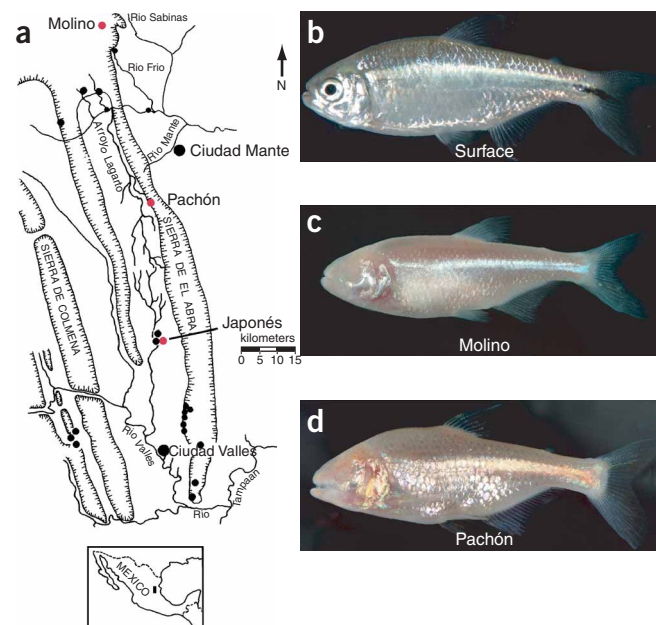 a
Molino
Rio Sabinas
Rio Frio
N
Arroyo Lagarto
Rio Mante
Ciudad Mante
Pachón
SIERRA DE EL ABRA
SIERRA DE COLMENA
Japonés
kilometers
0 5 10 15
Rio Valles
Ciudad Valles
Rio
Tampaan
MEXICO
b
Surface
c
Molino
d
Pachón